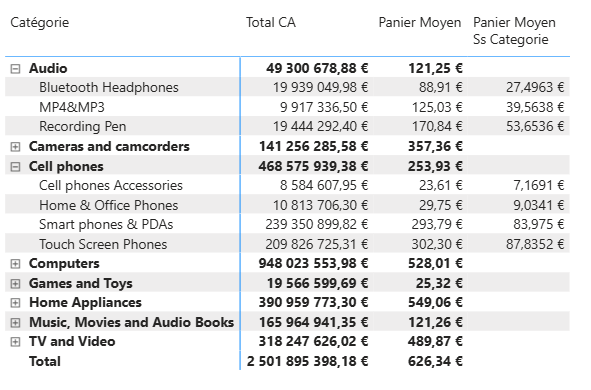 Catégorie Total CA Panier Moyen Panier Moyen
Ss Categorie
Audio 49 300 678,88 € 121,25 €
Bluetooth Headphones 19 939 049,98 € 88,91 € 27,4963 €
MP4&MP3 9 917 336,50 € 125,03 € 39,5638 €
Recording Pen 19 444 292,40 € 170,84 € 53,6536 €
Cameras and camcorders 141 256 285,58 € 357,36 €
Cell phones 468 575 939,38 € 253,93 €
Cell phones Accessories 8 584 607,95 € 23,61 € 7,1691 €
Home & Office Phones 10 813 706,30 € 29,75 € 9,0341 €
Smart phones & PDAs 239 350 899,82 € 293,79 € 83,975 €
Touch Screen Phones 209 826 725,31 € 302,30 € 87,8352 €
Computers 948 023 553,98 € 528,01 €
Games and Toys 19 566 599,69 € 25,32 €
Home Appliances 390 959 773,30 € 549,06 €
Music, Movies and Audio Books 165 964 941,35 € 121,26 €
TV and Video 318 247 626,02 € 489,87 €
Total 2 501 895 398,18 € 626,34 €